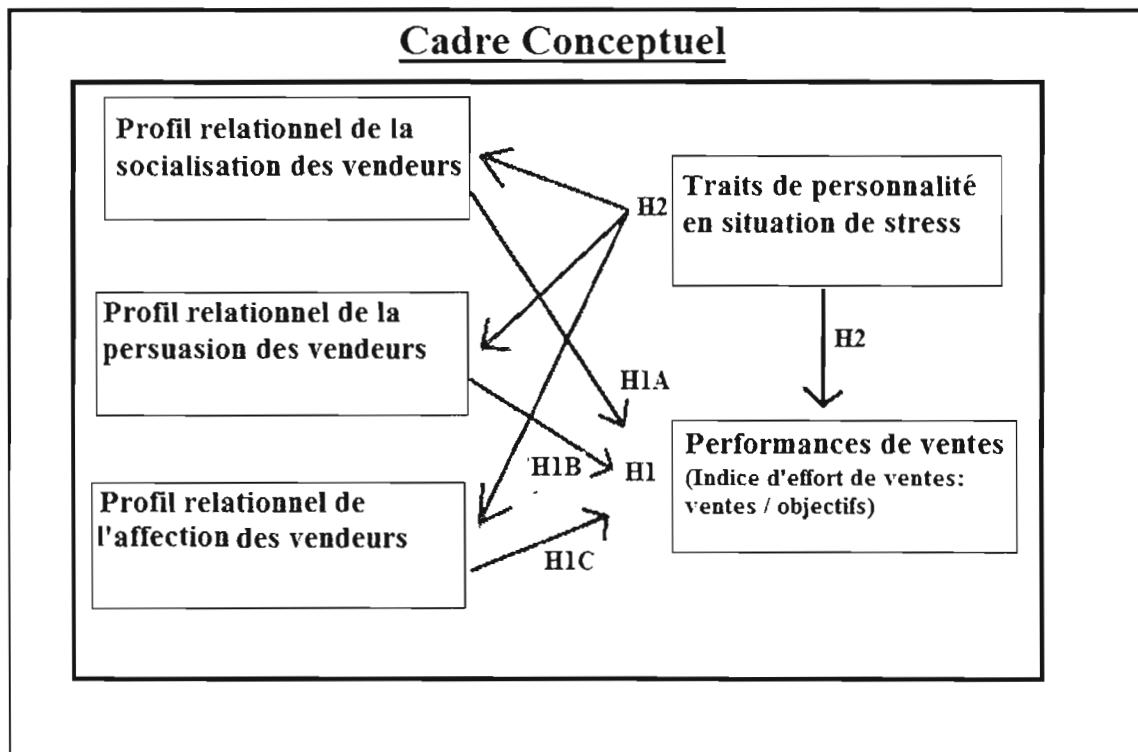 Cadre Conceptuel
Profil relationnel de la
socialisation des vendeurs
H2
Traits de personnalité
en situation de stress
Profil relationnel de la
persuasion des vendeurs
H2
H1A
H1B
H1
Performances de ventes
(Indice d'effort de ventes:
ventes / objectifs)
Profil relationnel de
l'affection des vendeurs
H1C